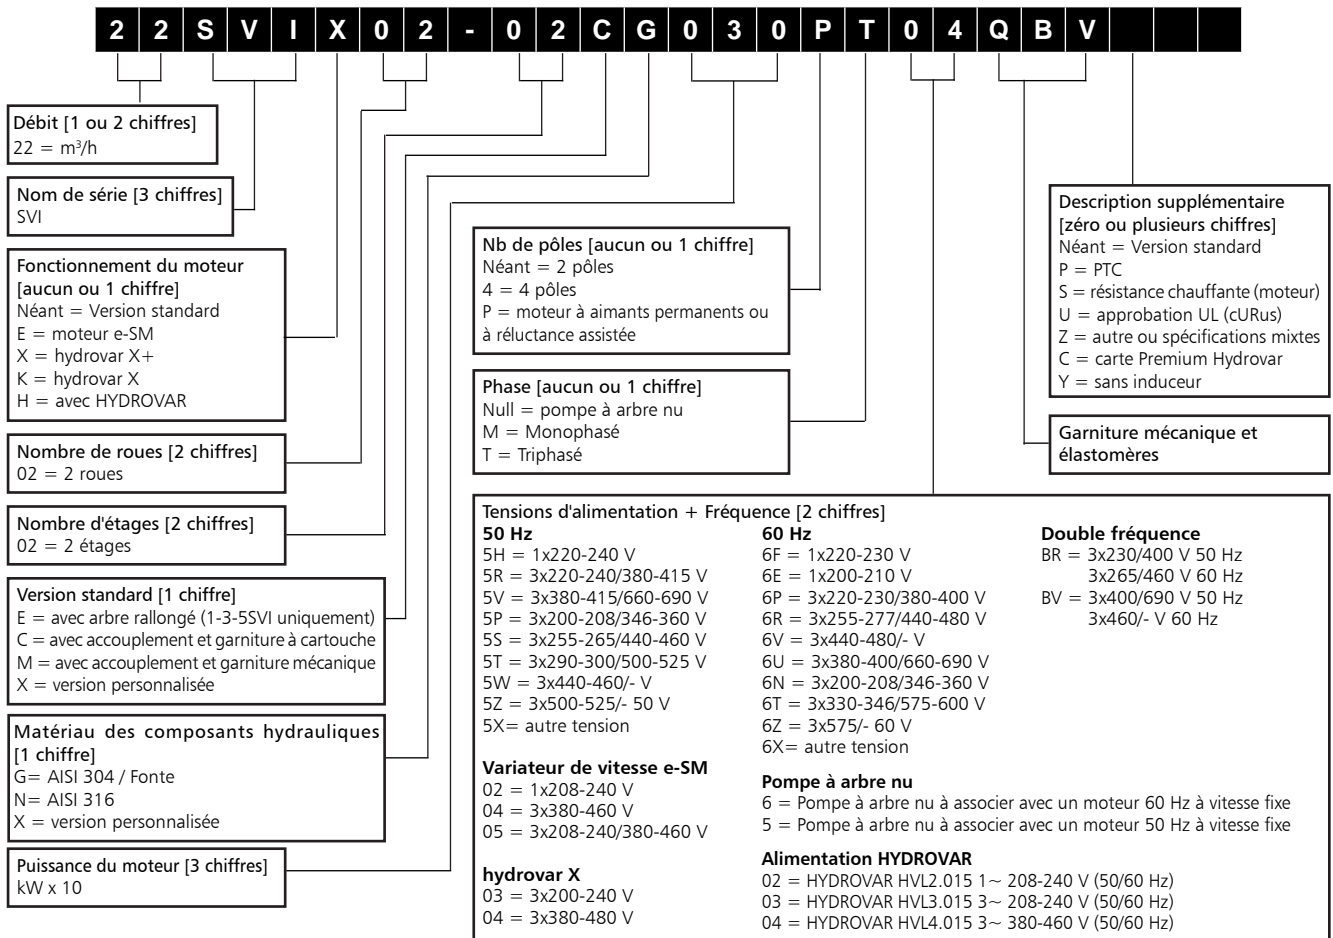 22SVIX02-02CG030PT04QBV
Débit [1 ou 2 chiffres]
22 = m³/h
Nom de série [3 chiffres]
SVI
Fonctionnement du moteur
[aucun ou 1 chiffre]
Néant = Version standard
E = moteur e-SM
X = hydrovar X+
K = hydrovar X
H = avec HYDROVAR
Nombre de roues [2 chiffres]
02 = 2 roues
Nombre d'étages [2 chiffres]
02 = 2 étages
Version standard [1 chiffre]
E = avec arbre rallongé (1-3-5SVI uniquement)
C = avec accouplement et garniture à cartouche
M = avec accouplement et garniture mécanique
X = version personnalisée
Matériau des composants hydrauliques
[1 chiffre]
G= AISI 304 / Fonte
N= AISI 316
X = version personnalisée
Puissance du moteur [3 chiffres]
kW x 10
Nb de pôles [aucun ou 1 chiffre]
Néant = 2 pôles
4 = 4 pôles
P = moteur à aimants permanents ou
à réluctance assistée
Phase [aucun ou 1 chiffre]
Null = pompe à arbre nu
M = Monophasé
T = Triphasé
Description supplémentaire
[zéro ou plusieurs chiffres]
Néant = Version standard
P = PTC
S = résistance chauffante (moteur)
U = approbation UL (cURus)
Z = autre ou spécifications mixtes
C = carte Premium Hydrovar
Y = sans induceur
Garniture mécanique et
élastomères
Tensions d'alimentation + Fréquence [2 chiffres]
50 Hz
5H = 1x220-240 V
5R = 3x220-240/380-415 V
5V = 3x380-415/660-690 V
5P = 3x200-208/346-360 V
5S = 3x255-265/440-460 V
5T = 3x290-300/500-525 V
5W = 3x440-460/- V
5Z = 3x500-525/- 50 V
5X= autre tension
Variateur de vitesse e-SM
02 = 1x208-240 V
04 = 3x380-460 V
05 = 3x208-240/380-460 V
hydrovar X
03 = 3x200-240 V
04 = 3x380-480 V
60 Hz
6F = 1x220-230 V
6E = 1x200-210 V
6P = 3x220-230/380-400 V
6R = 3x255-277/440-480 V
6V = 3x440-480/- V
6U = 3x380-400/660-690 V
6N = 3x200-208/346-360 V
6T = 3x330-346/575-600 V
6Z = 3x575/- 60 V
6X= autre tension
Double fréquence
BR = 3x230/400 V 50 Hz
3x265/460 V 60 Hz
BV = 3x400/690 V 50 Hz
3x460/- V 60 Hz
Pompe à arbre nu
6 = Pompe à arbre nu à associer avec un moteur 60 Hz à vitesse fixe
5 = Pompe à arbre nu à associer avec un moteur 50 Hz à vitesse fixe
Alimentation HYDROVAR
02 = HYDROVAR HVL2.015 1~ 208-240 V (50/60 Hz)
03 = HYDROVAR HVL3.015 3~ 208-240 V (50/60 Hz)
04 = HYDROVAR HVL4.015 3~ 380-460 V (50/60 Hz)